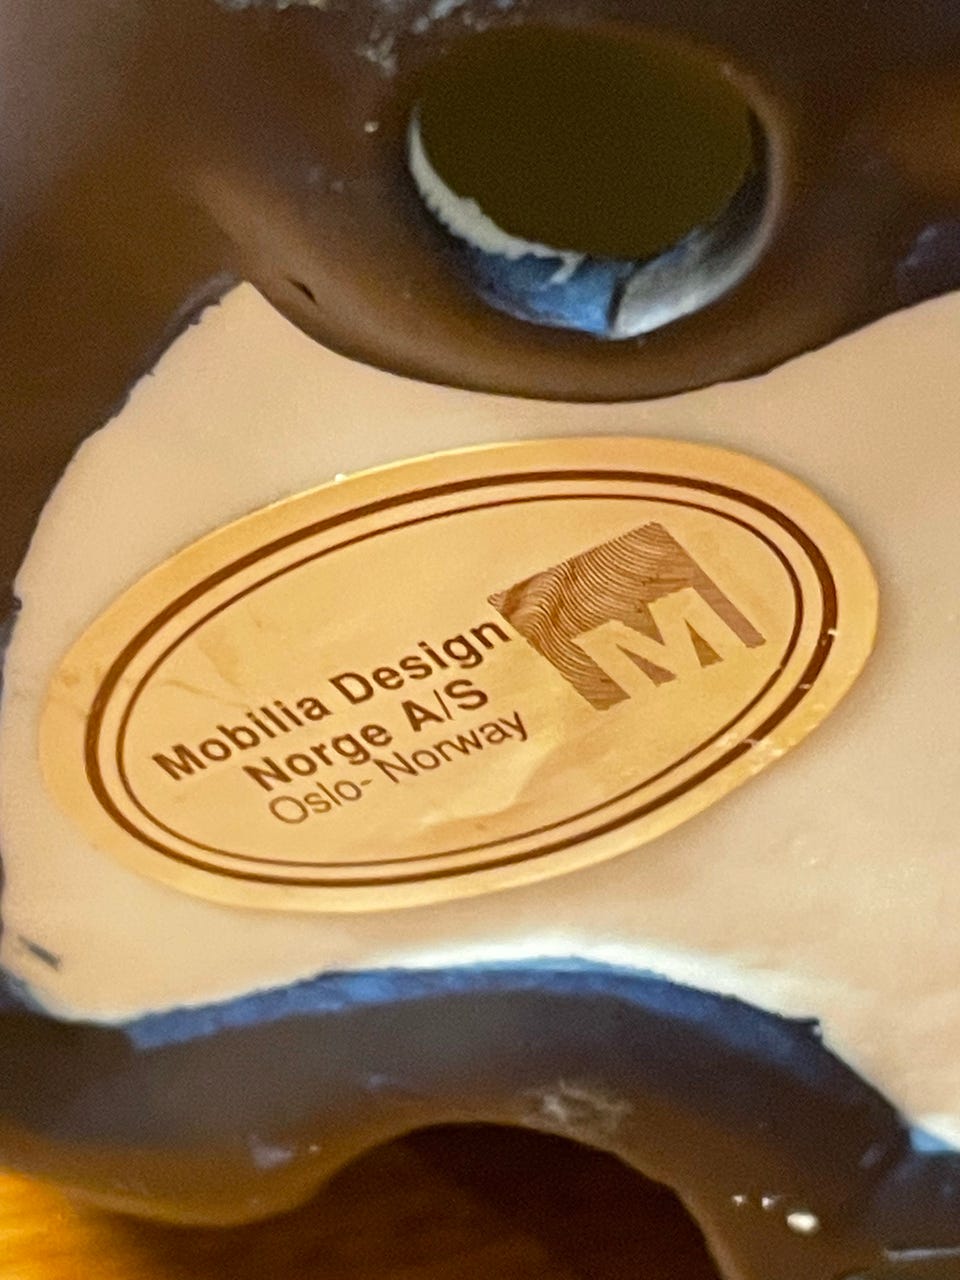 Mobilia Design
Norge A/S
Oslo- Norway
M